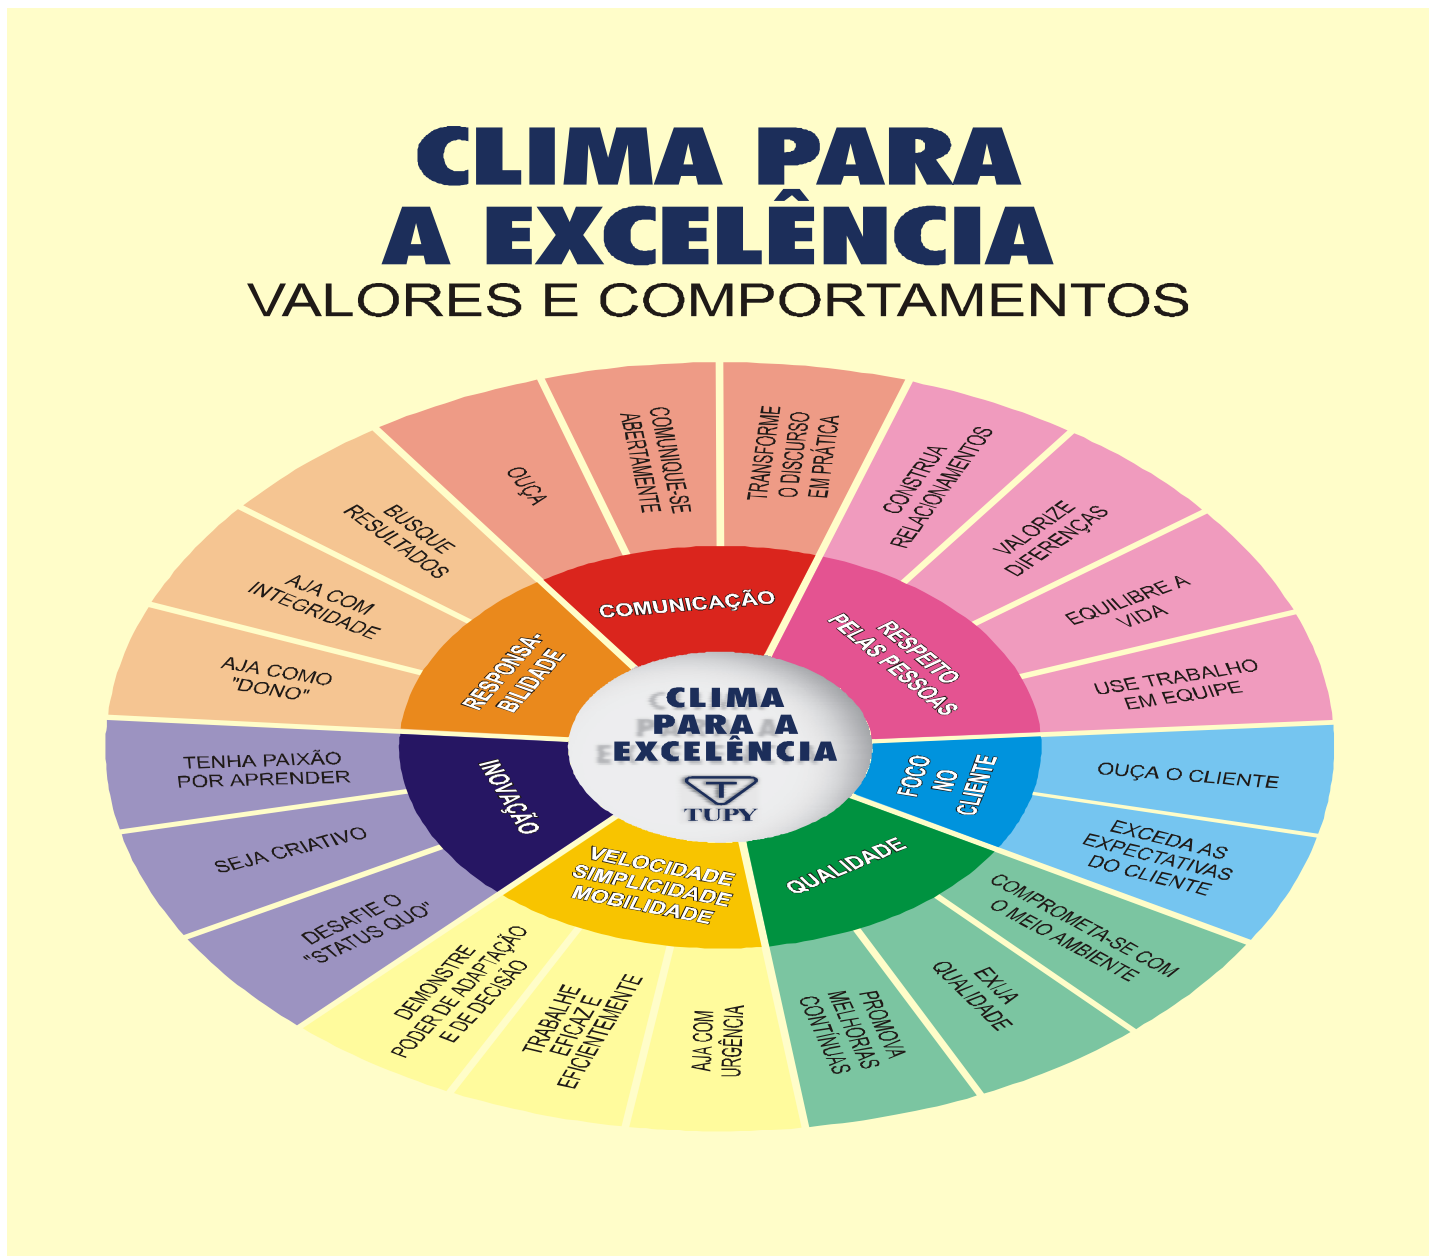 CLIMA PARA
A EXCELÊNCIA
VALORES E COMPORTAMENTOS
OUÇA
COMUNIQUE-SE
ABERTAMENTE
TRANSFORME
O DISCURSO
EM PRÁTICA
COMUNICAÇÃO
CONSTRUA
RELACIONAMENTOS
VALORIZE
DIFERENÇAS
EQUILIBRE A
VIDA
USE TRABALHO
EM EQUIPE
RESPEITO
PELAS PESSOAS
OUÇA O CLIENTE
EXCEDA AS
EXPECTATIVAS
DO CLIENTE
FOCO
NO
CLIENTE
COMPROMETA-SE COM
O MEIO AMBIENTE
EXIJA
QUALIDADE
PROMOVA
MELHORIAS
CONTÍNUAS
QUALIDADE
AJA COM
URGÊNCIA
TRABALHE
EFICAZ E
EFICIENTEMENTE
DEMONSTRE
PODER DE ADAPTAÇÃO
E DE DECISÃO
VELOCIDADE
SIMPLICIDADE
MOBILIDADE
DESAFIE O
"STATUS QUO"
SEJA CRIATIVO
TENHA PAIXÃO
POR APRENDER
INOVAÇÃO
AJA COMO
"DONO"
AJA COM
INTEGRIDADE
BUSQUE
RESULTADOS
RESPONSA-
BILIDADE
CLIMA
PARA A
EXCELÊNCIA
T
TUPY